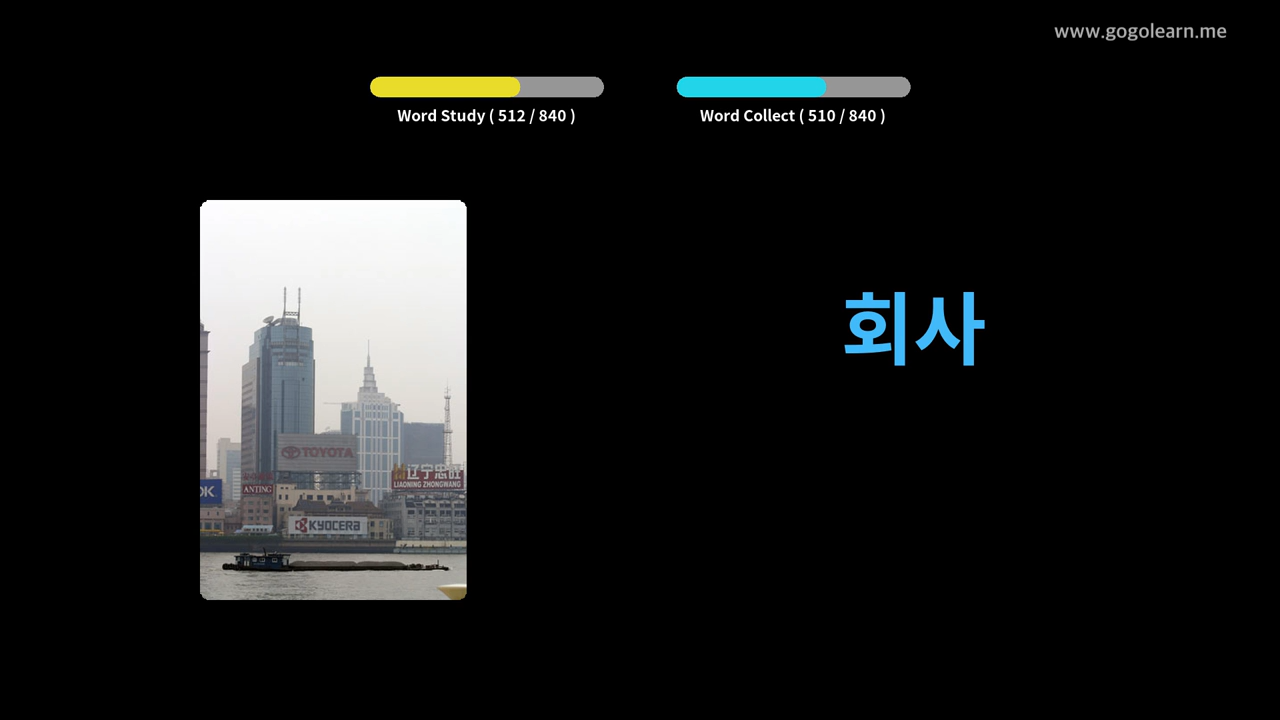 www.gogolearn.me
Word Study ( 512 / 840 )
Word Collect ( 510 / 840 )
회사
TOYOTA
辽宁忠旺
LIAONING ZHONGWANG
OK
ANTING
KYOCERA